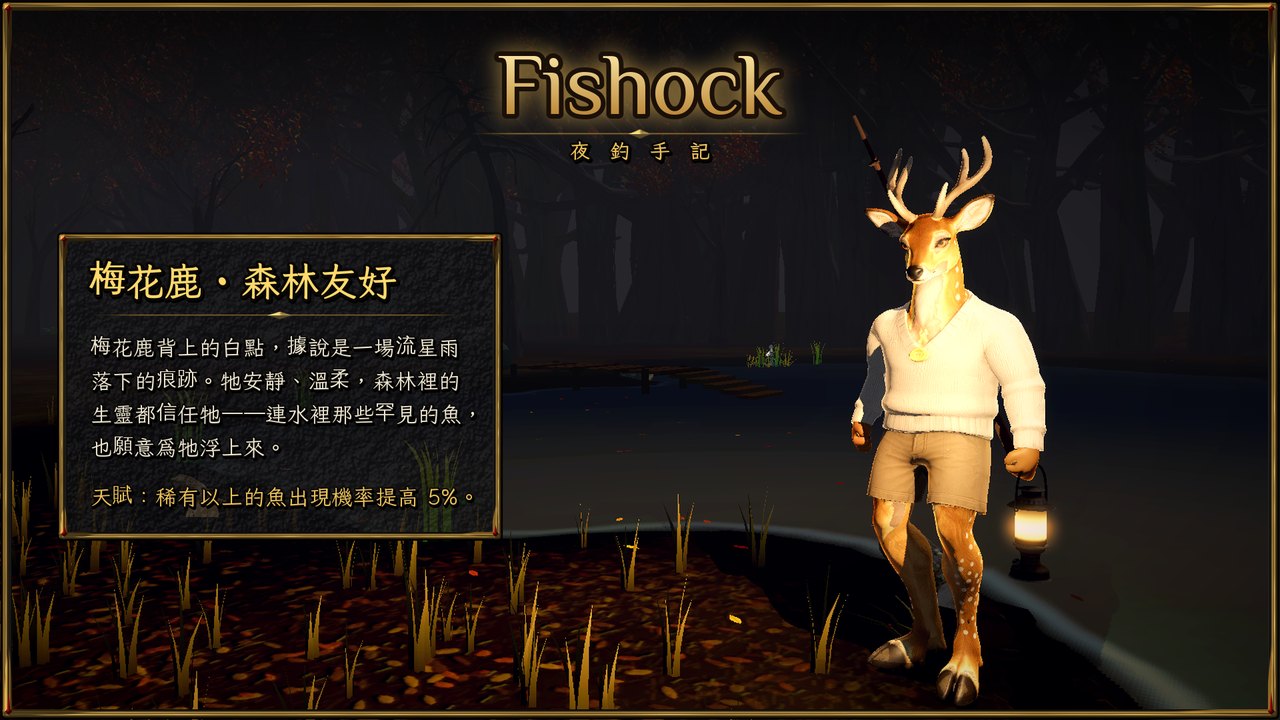 Fishock
夜釣手記
梅花鹿・森林友好
梅花鹿背上的白點，據說是一場流星雨
落下的痕跡。牠安靜、溫柔，森林裡的
生靈都信任牠——連水裡那些罕見的魚，
也願意為牠浮上來。
天賦：稀有以上的魚出現機率提高 5%。